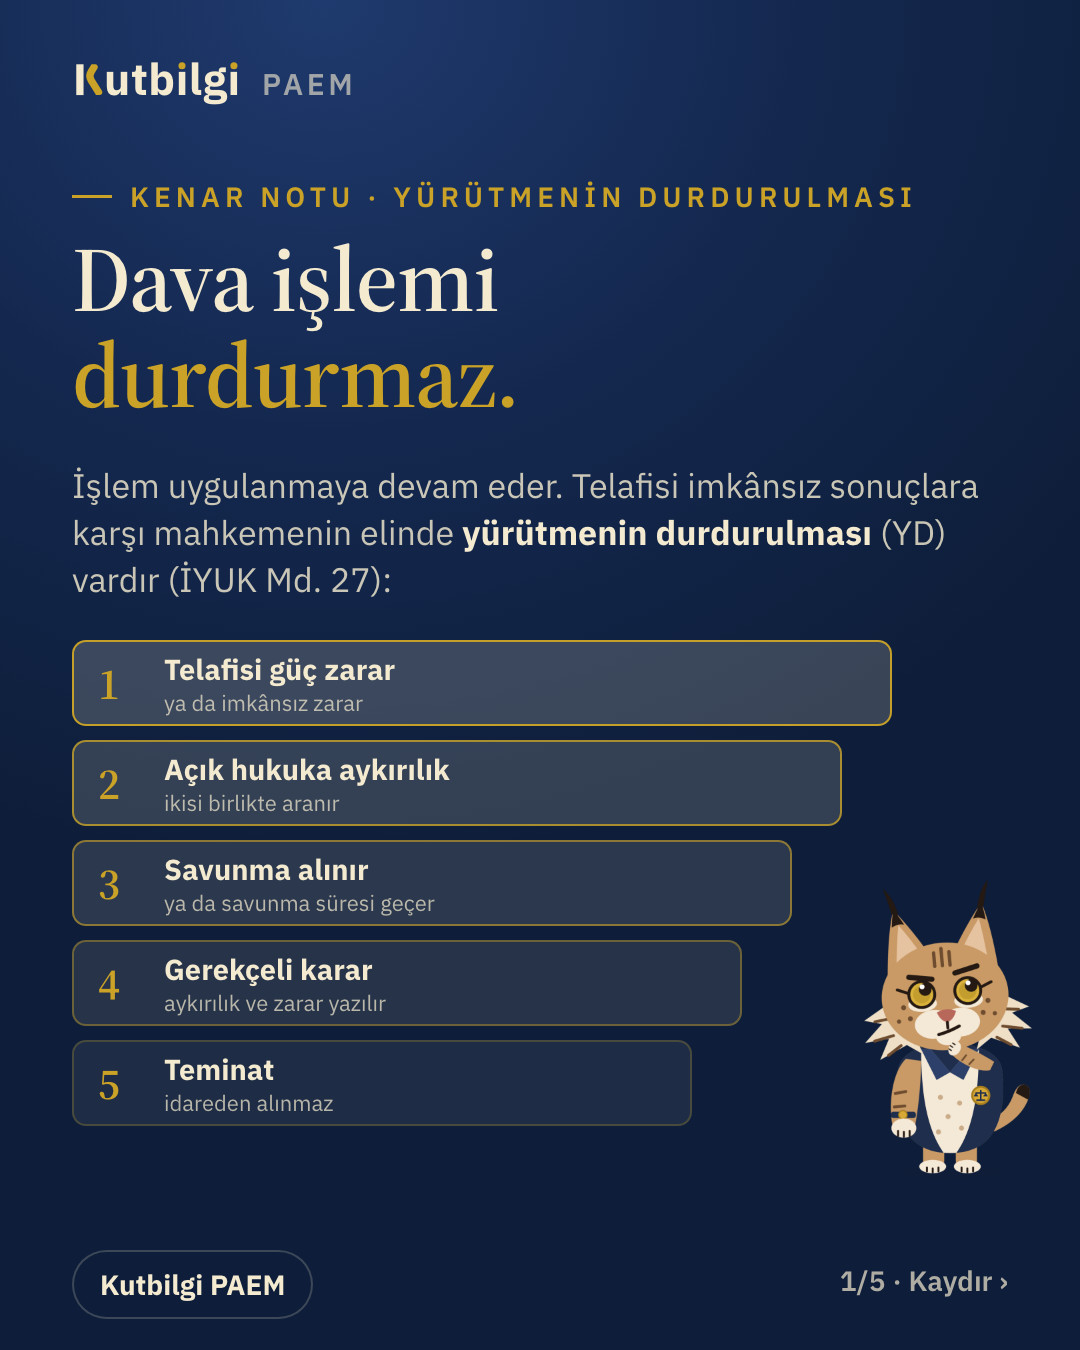 Kutbilgi PAEM
KENAR NOTU · YÜRÜTMENİN DURDURULMASI
Dava işlemi
durdurmaz.
İşlem uygulanmaya devam eder. Telafisi imkânsız sonuçlara
karşı mahkemenin elinde yürütmenin durdurulması (YD)
vardır (İYUK Md. 27):
1 Telafisi güç zarar
ya da imkânsız zarar
2 Açık hukuka aykırılık
ikisi birlikte aranır
3 Savunma alınır
ya da savunma süresi geçer
4 Gerekçeli karar
aykırılık ve zarar yazılır
5 Teminat
idareden alınmaz
Kutbilgi PAEM
1/5 · Kaydır ›